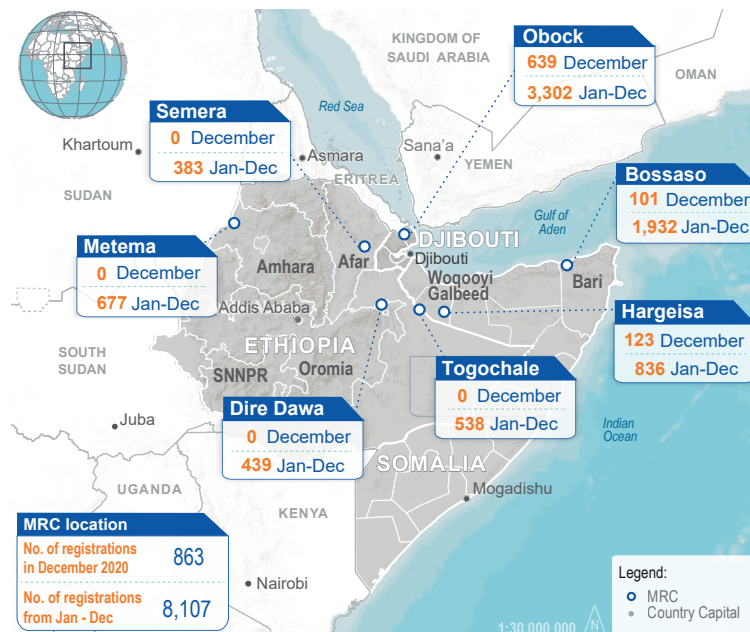 KINGDOM OF
SAUDI ARABIA
OMAN
Obock
639 December
3,302 Jan-Dec
Red Sea
Semera
0 December
383 Jan-Dec
Khartoum
Asmara
Sana'a
YEMEN
ERITREA
SUDAN
Bossaso
101 December
1,932 Jan-Dec
Gulf of
Aden
Metema
0 December
677 Jan-Dec
DJIBOUTI
Djibouti
Afar
Amhara
Woqooyi
Galbeed
Bari
Addis Ababa
Hargeisa
123 December
836 Jan-Dec
ETHIOPIA
SOUTH
SUDAN
SNNPR
Oromia
Togochale
0 December
538 Jan-Dec
Dire Dawa
0 December
439 Jan-Dec
Juba
Indian
Ocean
SOMALIA
Mogadishu
UGANDA
KENYA
Nairobi
MRC location
No. of registrations
in December 2020
863
No. of registrations
from Jan - Dec
8,107
Legend:
MRC
Country Capital
1:30,000,000
N